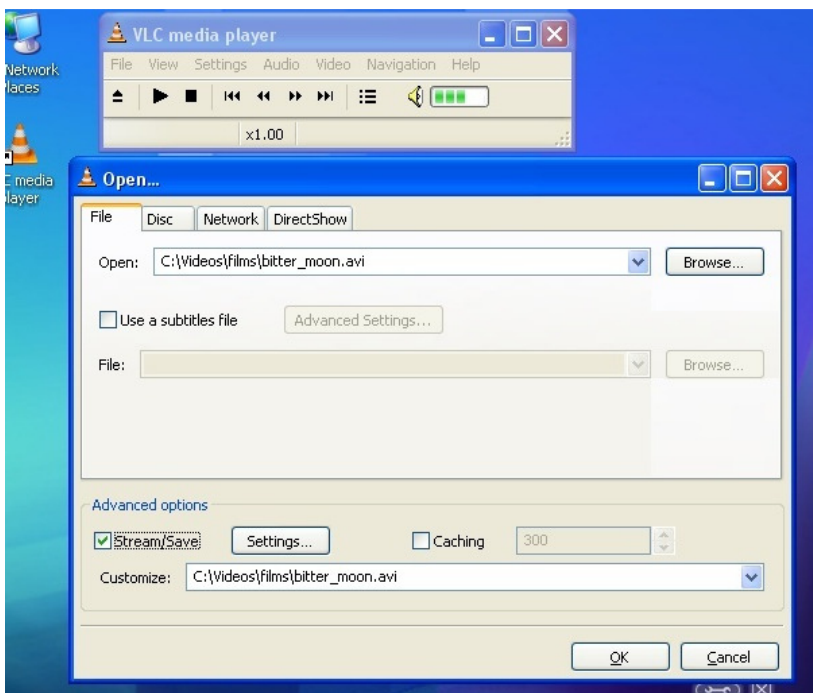 Network
laces
C media
layer
VLC media player
File View Settings Audio Video Navigation Help
x1.00
Open...
File Disc Network DirectShow
Open: C:\Videos\films\bitter_moon.avi Browse...
Use a subtitles file Advanced Settings...
File: Browse...
Advanced options
Stream/Save Settings... Caching 300
Customize: C:\Videos\films\bitter_moon.avi
OK Cancel